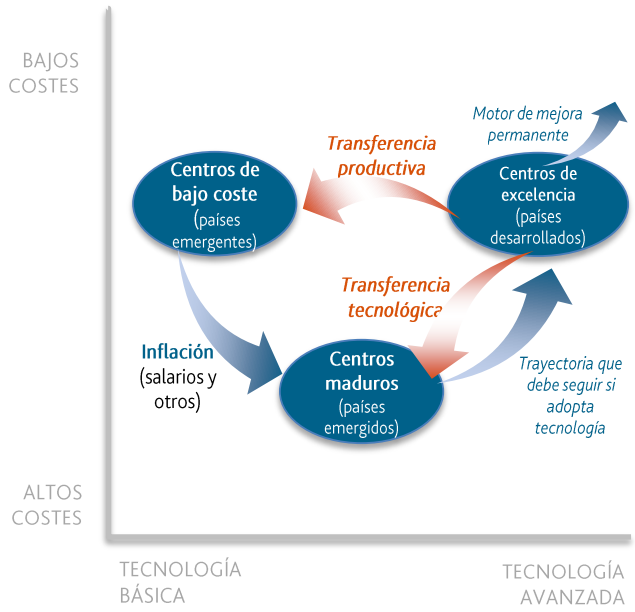 BAJOS
COSTES
Motor de mejora
permanente
Transferencia
productiva
Centros de
bajo coste
(países
emergentes)
Centros de
excelencia
(países
desarrollados)
Transferencia
tecnológica
Inflación
(salarios y
otros)
Centros
maduros
(países
emergidos)
Trayectoria que
debe seguir si
adopta
tecnología
ALTOS
COSTES
TECNOLOGÍA
BÁSICA
TECNOLOGÍA
AVANZADA